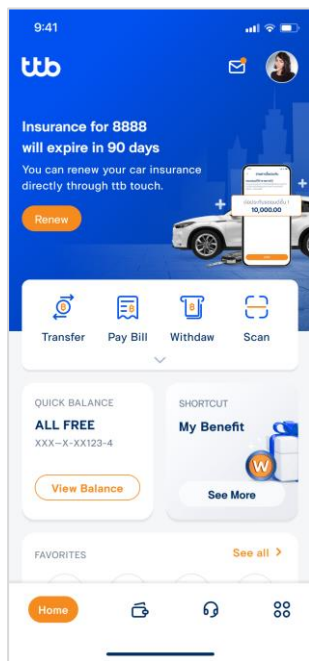 9:41
ttb
Insurance for 8888
will expire in 90 days
You can renew your car insurance
directly through ttb touch.
Renew
10,000.00
Transfer
Pay Bill
Withdaw
Scan
QUICK BALANCE
ALL FREE
XXX-X-XX123-4
View Balance
SHORTCUT
My Benefit
W
See More
FAVORITES
See all >
Home